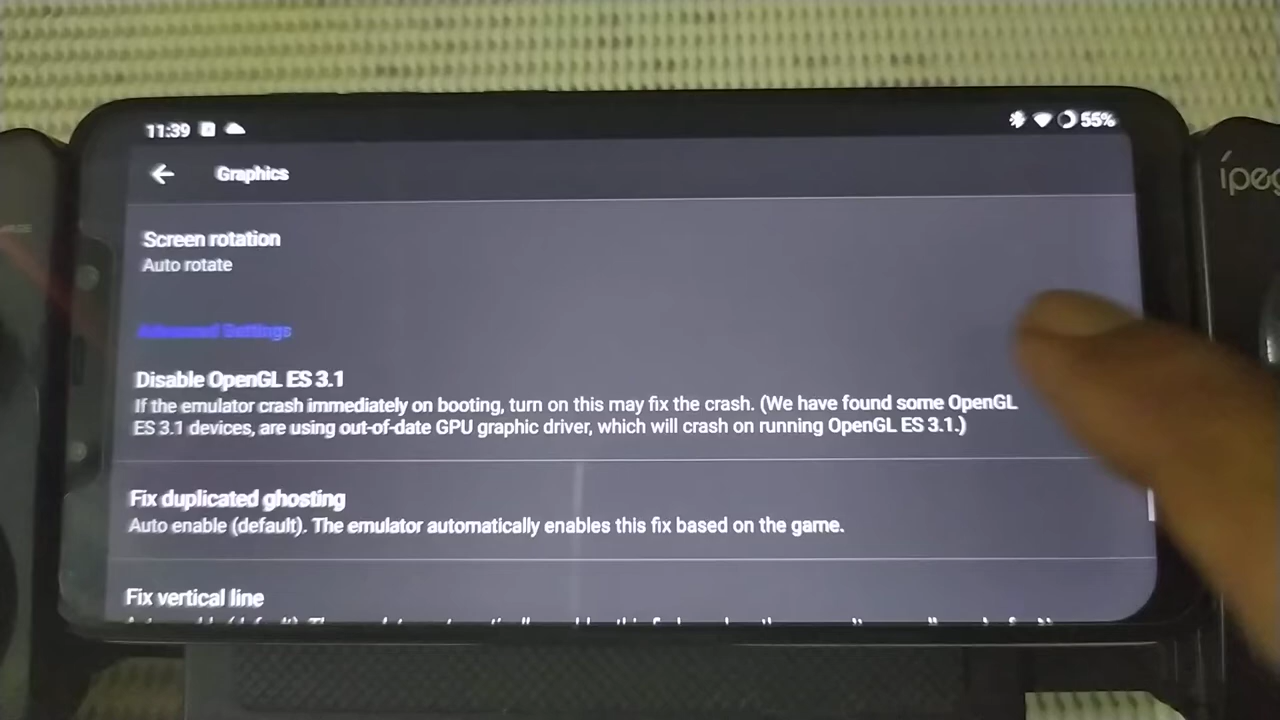 11:39
55%
Graphics
ípeg
Screen rotation
Auto rotate
Advanced Settings
Disable OpenGL ES 3.1
If the emulator crash immediately on booting, turn on this may fix the crash. (We have found some OpenGL
ES 3.1 devices, are using out-of-date GPU graphic driver, which will crash on running OpenGL ES 3.1.)
Fix duplicated ghosting
Auto enable (default). The emulator automatically enables this fix based on the game.
Fix vertical line